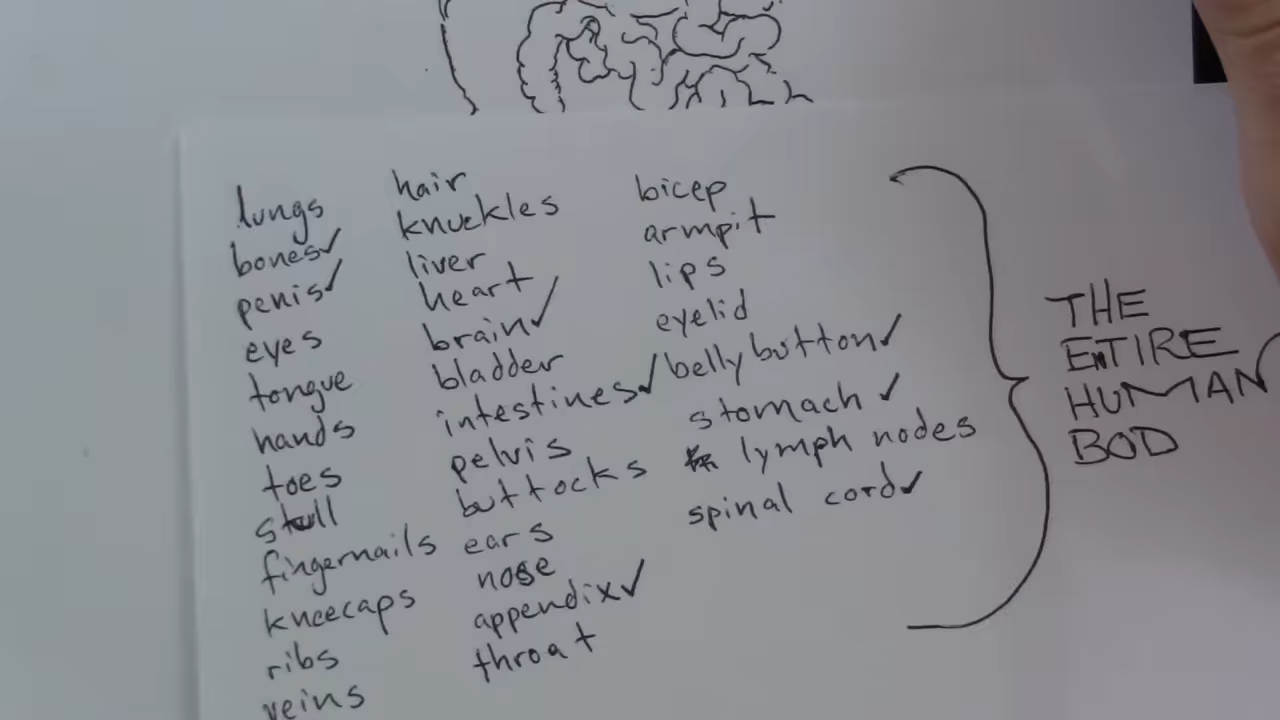 lungs
bones✓
penis✓
eyes
tongue
hands
toes
skull
fingernails
kneecaps
ribs
veins
hair
knuckles
liver
heart
brain✓
bladder
intestines✓
pelvis
buttocks
ears
nose
appendix✓
throat
bicep
armpit
lips
eyelid
belly button✓
stomach✓
lymph nodes
spinal cord✓
THE
ENTIRE
HUMAN
BOD